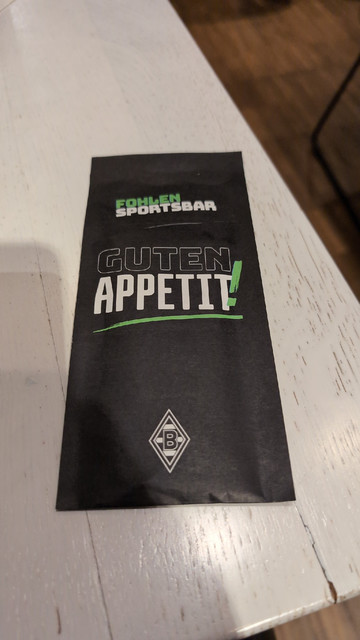 FOHLEN
SPORTSBAR
GUTEN
APPETIT!
B